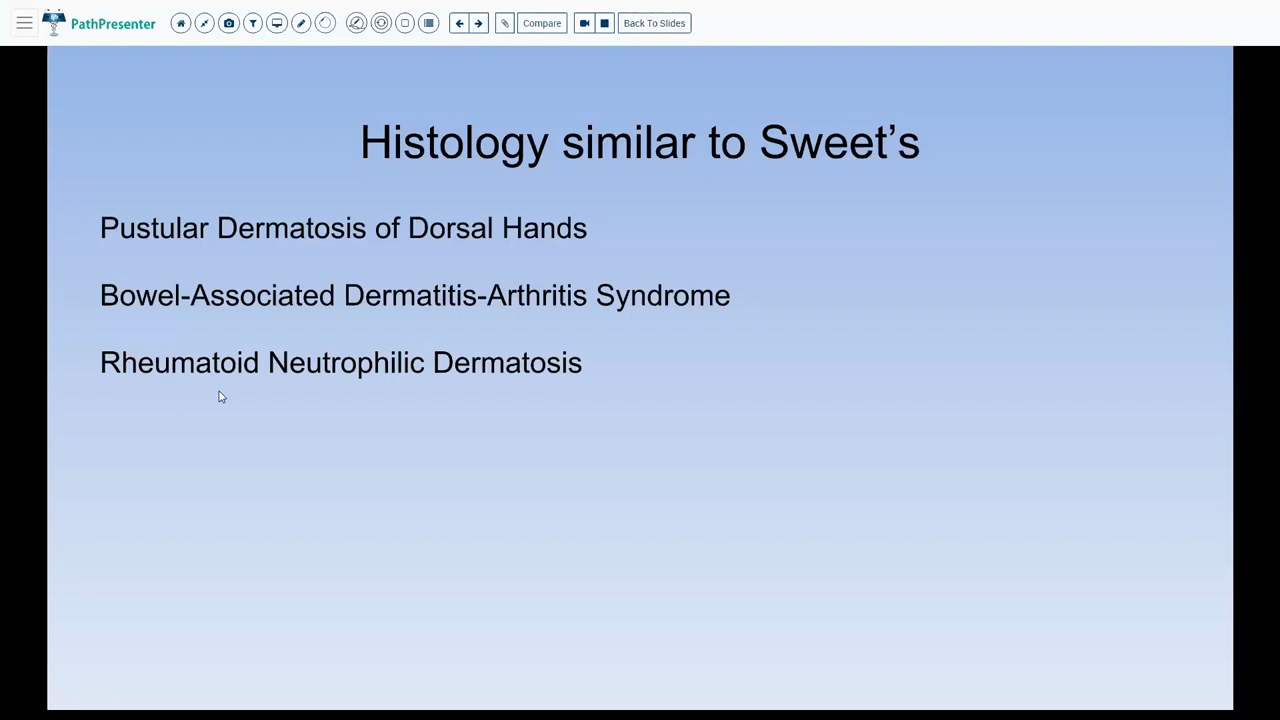 PathPresenter
Compare
Back To Slides
Histology similar to Sweet’s
Pustular Dermatosis of Dorsal Hands
Bowel-Associated Dermatitis-Arthritis Syndrome
Rheumatoid Neutrophilic Dermatosis